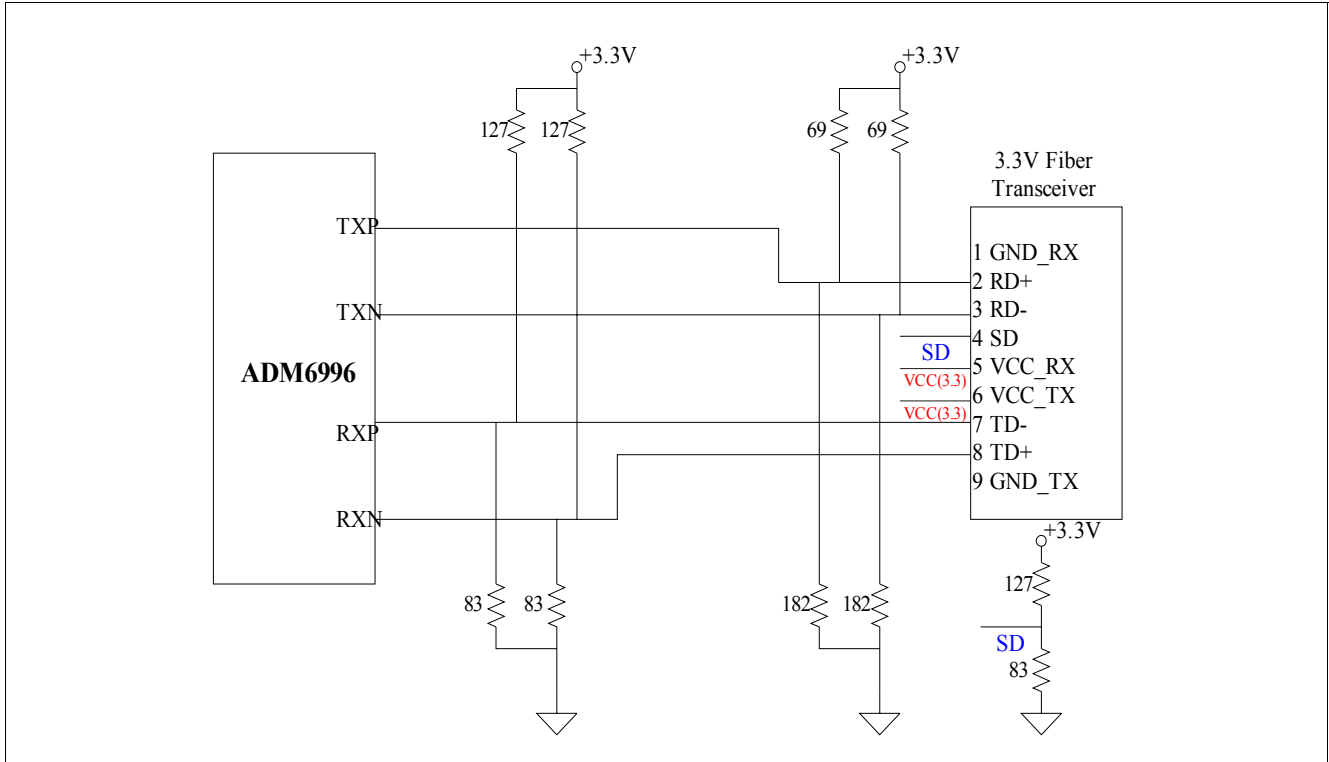 +3.3V
+3.3V
127
127
69
69
3.3V Fiber
Transceiver
TXP
1 GND_RX
2 RD+
TXN
3 RD-
4 SD
SD
5 VCC_RX
ADM6996
VCC(3.3)
6 VCC_TX
VCC(3.3)
7 TD-
RXP
8 TD+
9 GND_TX
RXN
+3.3V
127
83
83
182
182
SD
83